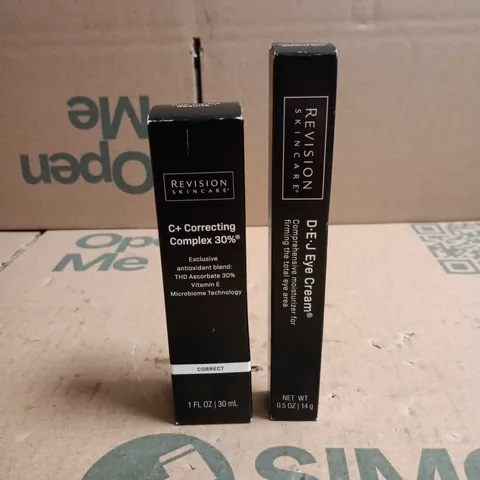 Open
Me
REVISION
SKINCARE®
C+ Correcting
Complex 30%®
Exclusive
antioxidant blend:
THD Ascorbate 30%
Vitamin E
Microbiome Technology
CORRECT
1 FL OZ | 30 mL
REVISION
SKINCARE®
D·E·J Eye Cream®
Comprehensive moisturizer for
firming the total eye area
NET WT
0.5 OZ | 14 g
Open
Me